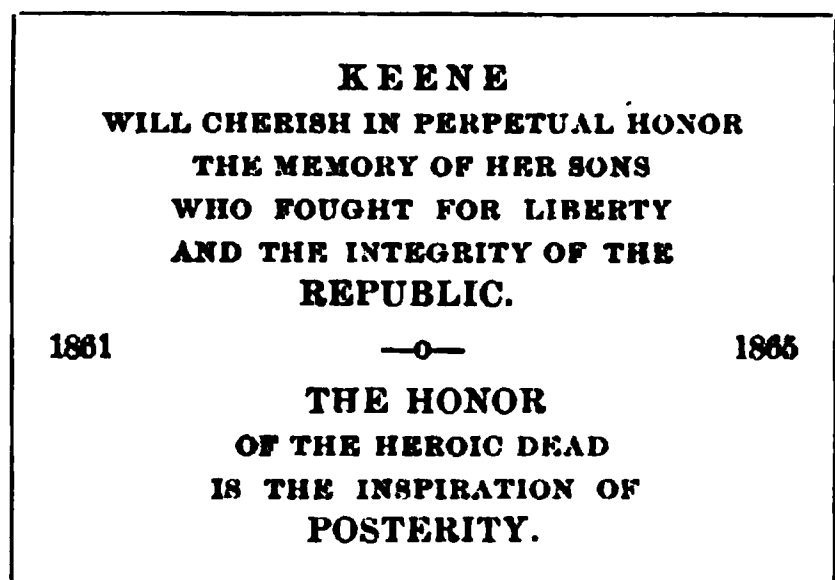 KEENE
WILL CHERISH IN PERPETUAL HONOR
THE MEMORY OF HER SONS
WHO FOUGHT FOR LIBERTY
AND THE INTEGRITY OF THE
REPUBLIC.
1861 —o— 1865
THE HONOR
OF THE HEROIC DEAD
IS THE INSPIRATION OF
POSTERITY.